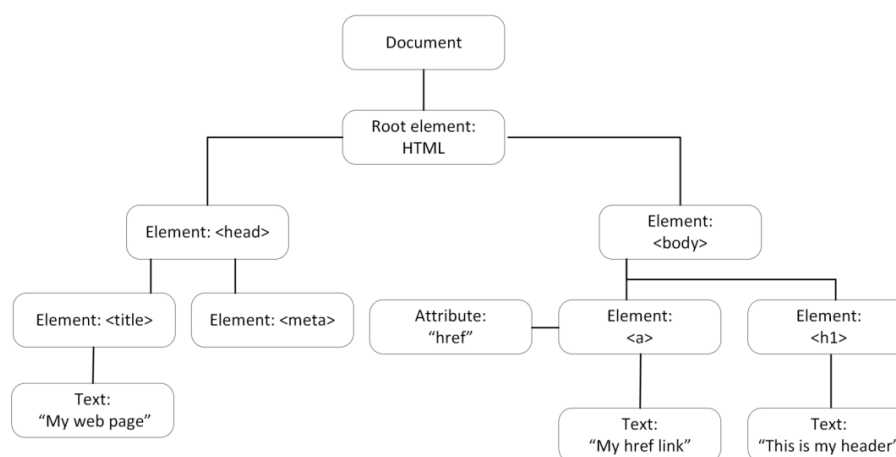 Document
Root element:
HTML
Element: <head>
Element:
<body>
Element: <title>
Element: <meta>
Attribute:
“href”
Element:
<a>
Element:
<h1>
Text:
“My web page”
Text:
“My href link”
Text:
“This is my header”